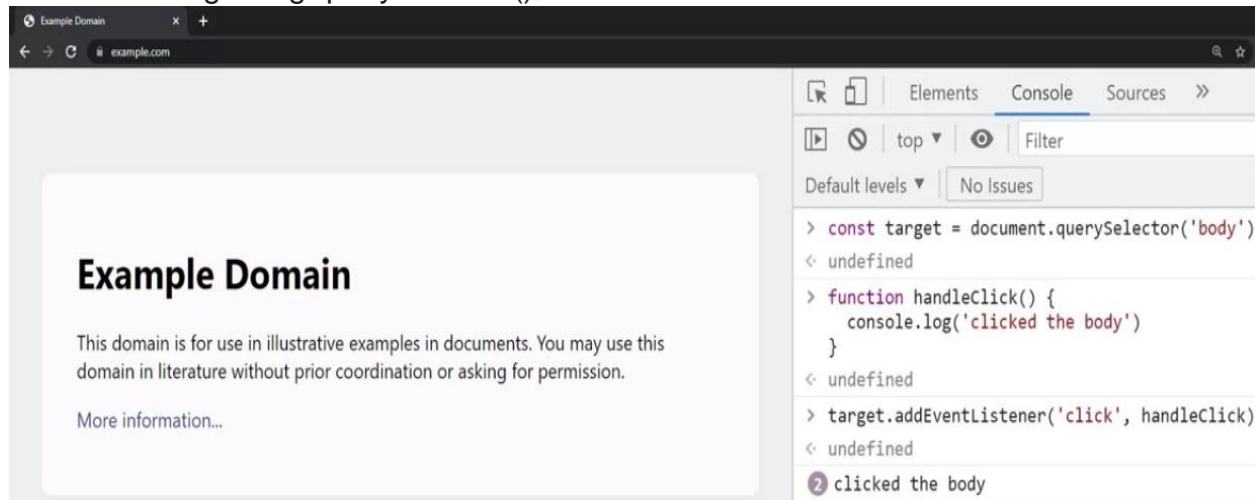 Example Domain
example.com
Elements Console Sources »
top ▼ Filter
Default levels ▼ No Issues
Example Domain
This domain is for use in illustrative examples in documents. You may use this
domain in literature without prior coordination or asking for permission.
More information...
> const target = document.querySelector('body')
<· undefined
> function handleClick() {
console.log('clicked the body')
}
<· undefined
> target.addEventListener('click', handleClick)
<· undefined
2 clicked the body